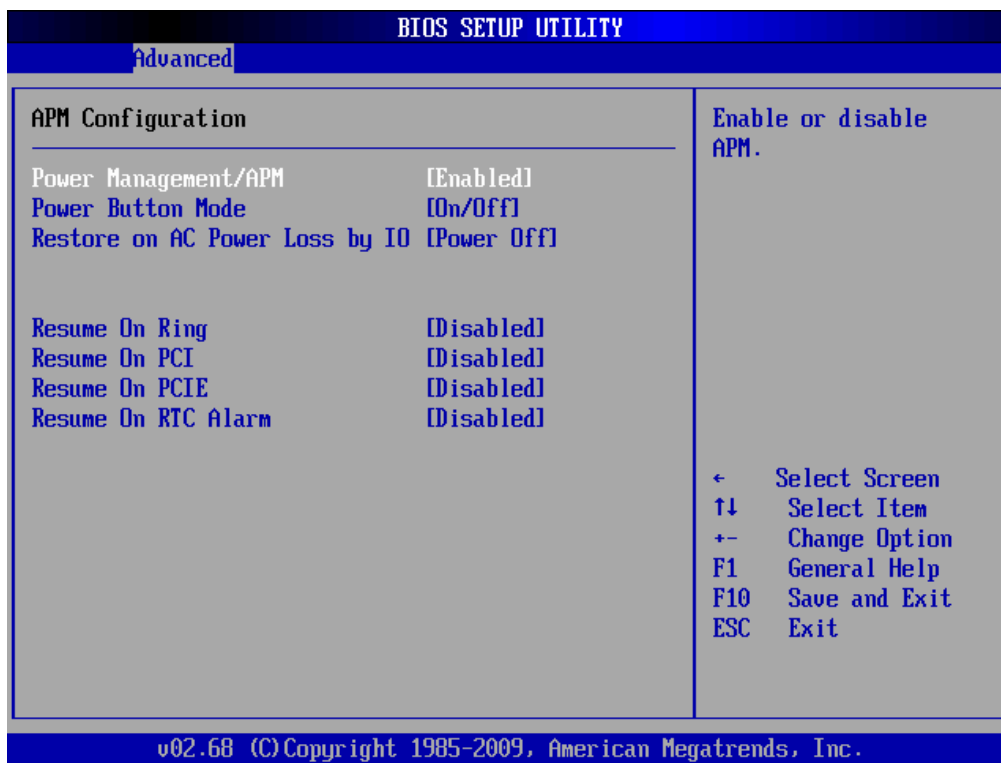 BIOS SETUP UTILITY
Advanced
APM Configuration
Power Management/APM [Enabled]
Power Button Mode [On/Off]
Restore on AC Power Loss by IO [Power Off]
Resume On Ring [Disabled]
Resume On PCI [Disabled]
Resume On PCIE [Disabled]
Resume On RTC Alarm [Disabled]
Enable or disable
APM.
← Select Screen
↑↓ Select Item
+- Change Option
F1 General Help
F10 Save and Exit
ESC Exit
v02.68 (C)Copyright 1985-2009, American Megatrends, Inc.